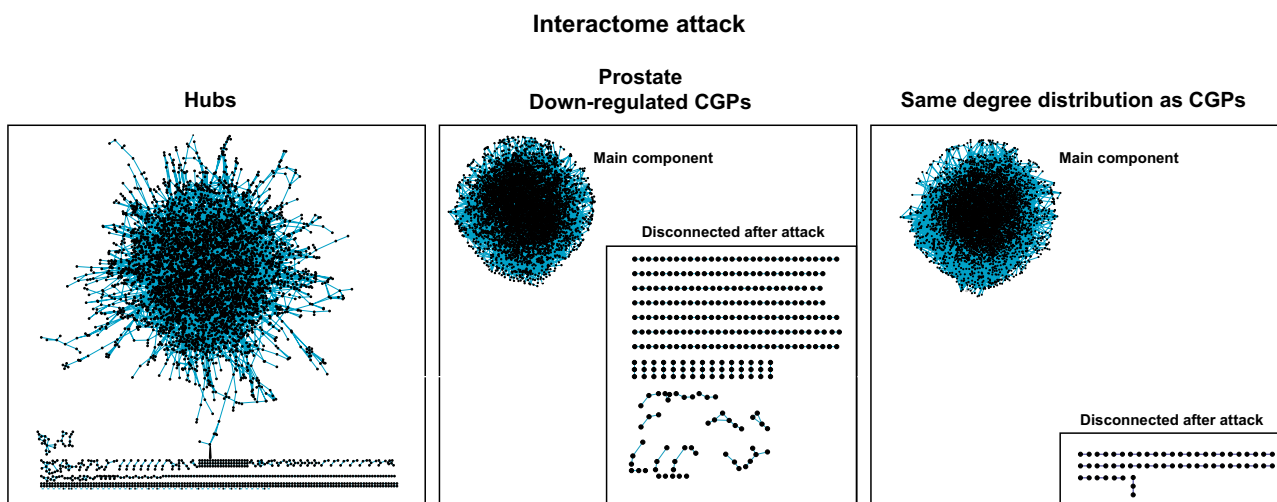 Interactome attack
Hubs
Prostate
Down-regulated CGPs
Same degree distribution as CGPs
Main component
Disconnected after attack
Main component
Disconnected after attack